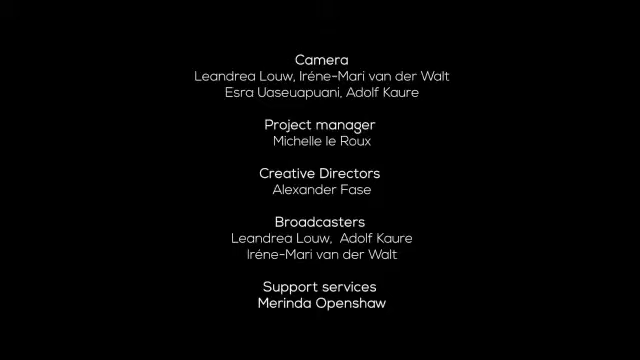 Camera
Leandrea Louw, Iréne-Mari van der Walt
Esra Uaseuapuani, Adolf Kaure
Project manager
Michelle le Roux
Creative Directors
Alexander Fase
Broadcasters
Leandrea Louw,  Adolf Kaure
Iréne-Mari van der Walt
Support services
Merinda Openshaw